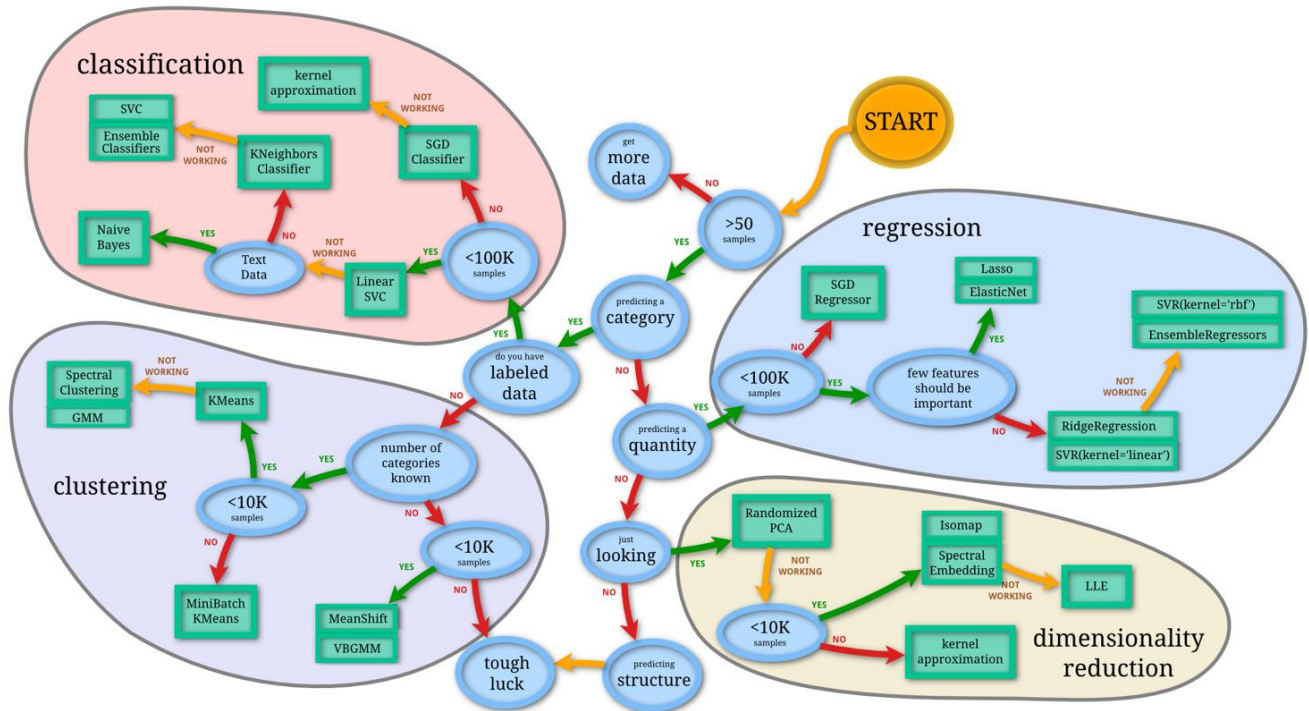 classification
kernel
approximation
NOT
WORKING
SVC
Ensemble
Classifiers
NOT
WORKING
KNeighbors
Classifier
SGD
Classifier
NO
Naive
Bayes
YES
Text
Data
NO
NOT
WORKING
Linear
SVC
YES
<100K
samples
YES
START
get
more
data
NO
>50
samples
YES
predicting a
category
YES
do you have
labeled
data
NO
NO
predicting a
quantity
YES
NO
just
looking
YES
NO
predicting
structure
tough
luck
regression
SGD
Regressor
NO
<100K
samples
YES
Lasso
ElasticNet
YES
few features
should be
important
NO
SVR(kernel='rbf')
EnsembleRegressors
NOT
WORKING
RidgeRegression
SVR(kernel='linear')
clustering
Spectral
Clustering
GMM
NOT
WORKING
KMeans
YES
<10K
samples
NO
MiniBatch
KMeans
YES
number of
categories
known
NO
<10K
samples
YES
NO
MeanShift
VBGMM
Randomized
PCA
NOT
WORKING
<10K
samples
YES
NO
Isomap
Spectral
Embedding
NOT
WORKING
LLE
kernel
approximation
dimensionality
reduction